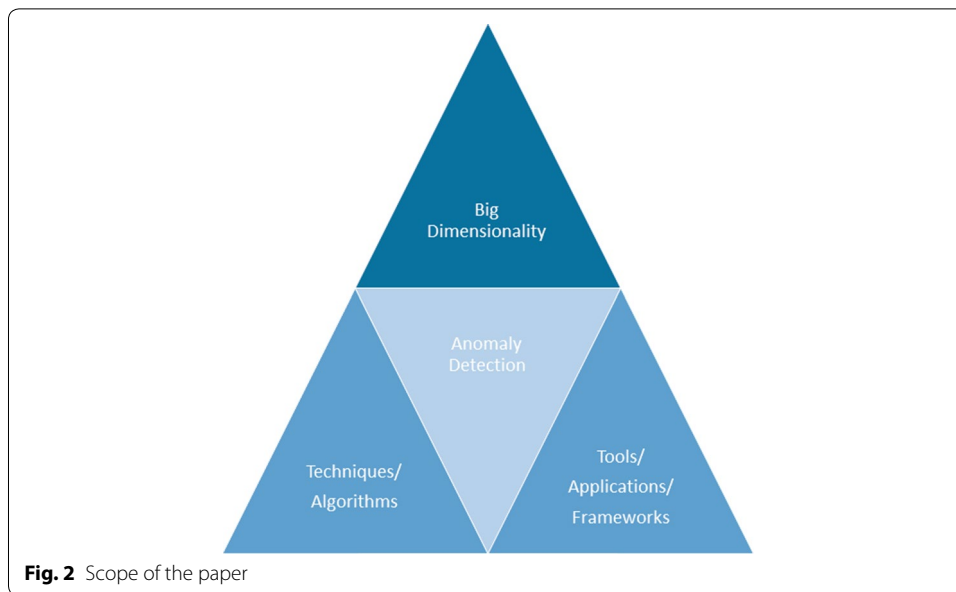 Big
Dimensionality
Anomaly
Detection
Techniques/
Algorithms
Tools/
Applications/
Frameworks
Fig. 2 Scope of the paper